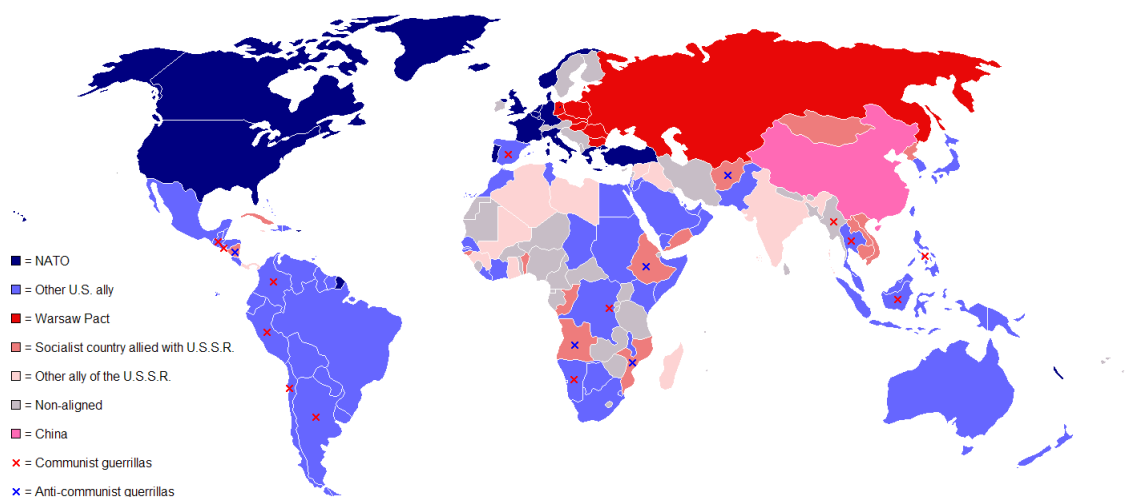 = NATO
= Other U.S. ally
= Warsaw Pact
= Socialist country allied with U.S.S.R.
= Other ally of the U.S.S.R.
= Non-aligned
= China
= Communist guerrillas
= Anti-communist guerrillas